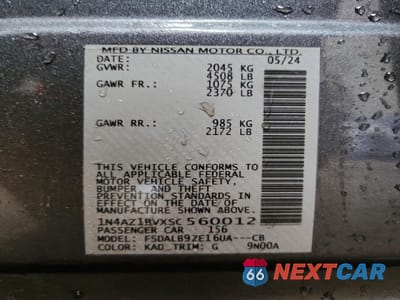 MFD BY NISSAN MOTOR CO., LTD.
DATE: 05/24
GVWR: 2045 KG
4508 LB
GAWR FR.: 1075 KG
2370 LB
GAWR RR.: 985 KG
2172 LB
THIS VEHICLE CONFORMS TO
ALL APPLICABLE FEDERAL
MOTOR VEHICLE SAFETY,
BUMPER, AND THEFT
PREVENTION STANDARDS IN
EFFECT ON THE DATE OF
MANUFACTURE SHOWN ABOVE.
1N4AZ1BVXSC560012
PASSENGER CAR 156
MODEL: FSDALB9ZE16UA---CB
COLOR: KAD TRIM: G 9N00A
66 NEXTCAR